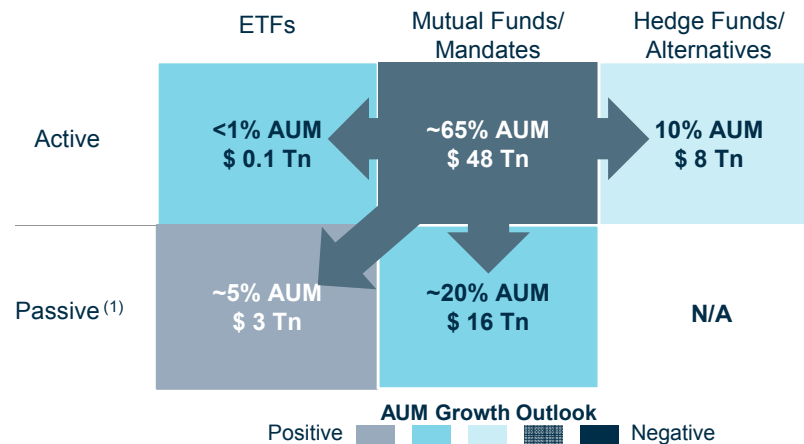 ETFs
Mutual Funds/
Mandates
Hedge Funds/
Alternatives
Active
<1% AUM
$ 0.1 Tn
~65% AUM
$ 48 Tn
10% AUM
$ 8 Tn
Passive (1)
~5% AUM
$ 3 Tn
~20% AUM
$ 16 Tn
N/A
AUM Growth Outlook
Positive
Negative